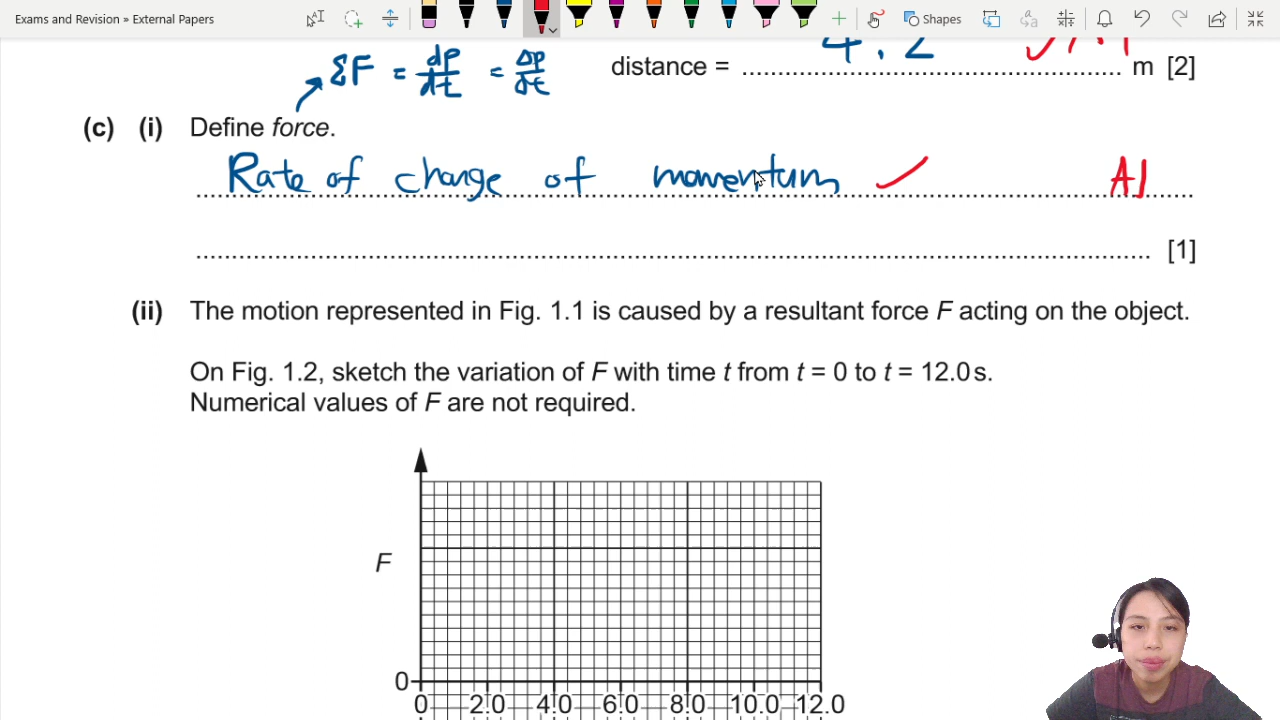 Exams and Revision » External Papers
Shapes
ΣF = dp/dt = Δp/Δt
distance = 4.2 m [2]
(c) (i) Define force.
Rate of change of momentum ✓ A1
[1]
(ii) The motion represented in Fig. 1.1 is caused by a resultant force F acting on the object.
On Fig. 1.2, sketch the variation of F with time t from t = 0 to t = 12.0 s.
Numerical values of F are not required.
F
0
0 2.0 4.0 6.0 8.0 10.0 12.0